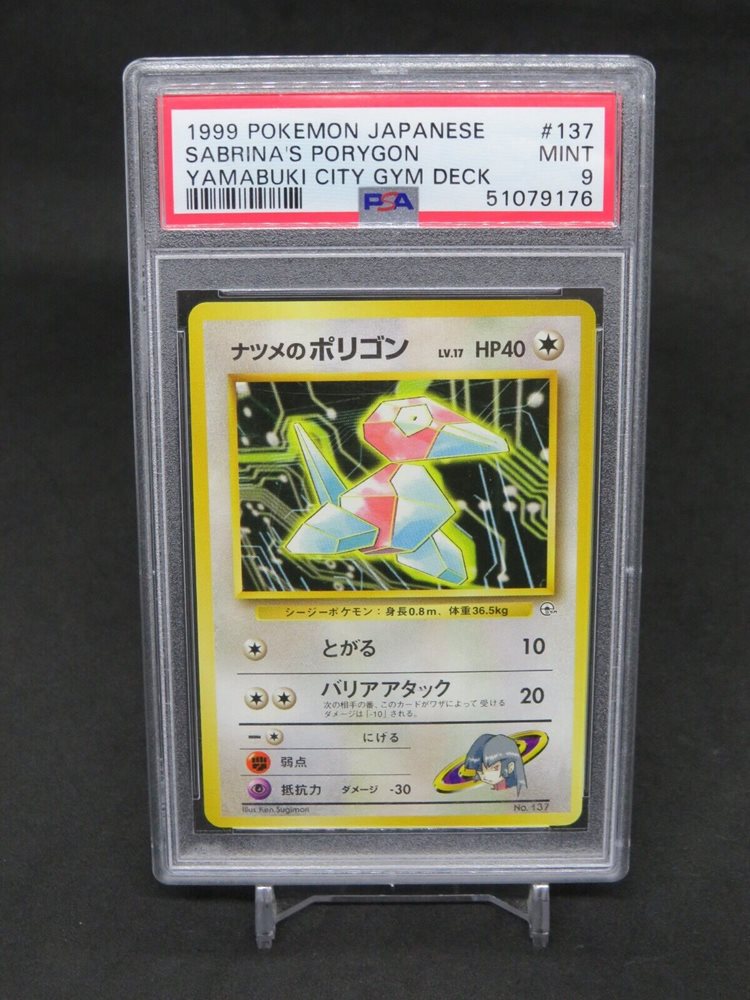 1999 POKEMON JAPANESE #137
SABRINA'S PORYGON MINT
YAMABUKI CITY GYM DECK 9
PSA 51079176
ナツメのポリゴン LV.17 HP40
シージーポケモン：身長0.8m、体重36.5kg
とがる 10
バリアアタック 20
次の相手の番、このカードがワザによって受ける
ダメージは「-10」される。
にげる
弱点
抵抗力 ダメージ -30
Illus. Ken Sugimori No. 137